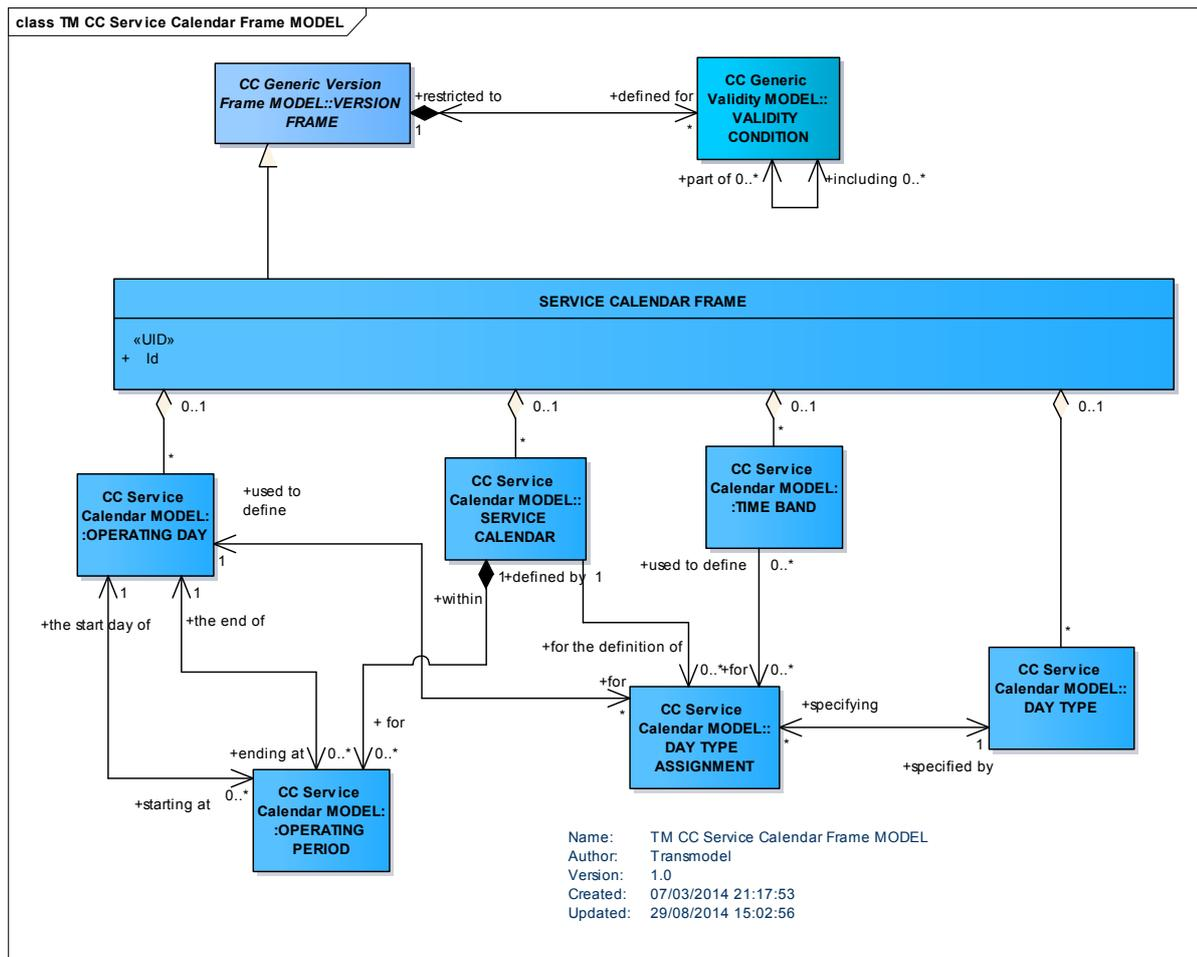 class TM CC Service Calendar Frame MODEL
CC Generic Version
Frame MODEL::VERSION
FRAME
+restricted to
1
+defined for
*
CC Generic
Validity MODEL::
VALIDITY
CONDITION
+part of 0..*
+including 0..*
SERVICE CALENDAR FRAME
«UID»
+ Id
0..1
0..1
0..1
0..1
*
*
*
*
CC Service
Calendar MODEL:
:OPERATING DAY
+used to
define
1
CC Service
Calendar MODEL::
SERVICE
CALENDAR
CC Service
Calendar MODEL:
:TIME BAND
1
+the start day of
1
+the end of
+within
1
+defined by 1
+used to define
0..*
+for the definition of
0..*
+for
0..*
+for
*
CC Service
Calendar MODEL::
DAY TYPE
CC Service
Calendar MODEL::
DAY TYPE
ASSIGNMENT
+specifying
*
1
+specified by
+ for
0..*
+ending at
0..*
+starting at
0..*
CC Service
Calendar MODEL:
:OPERATING
PERIOD
Name: TM CC Service Calendar Frame MODEL
Author: Transmodel
Version: 1.0
Created: 07/03/2014 21:17:53
Updated: 29/08/2014 15:02:56